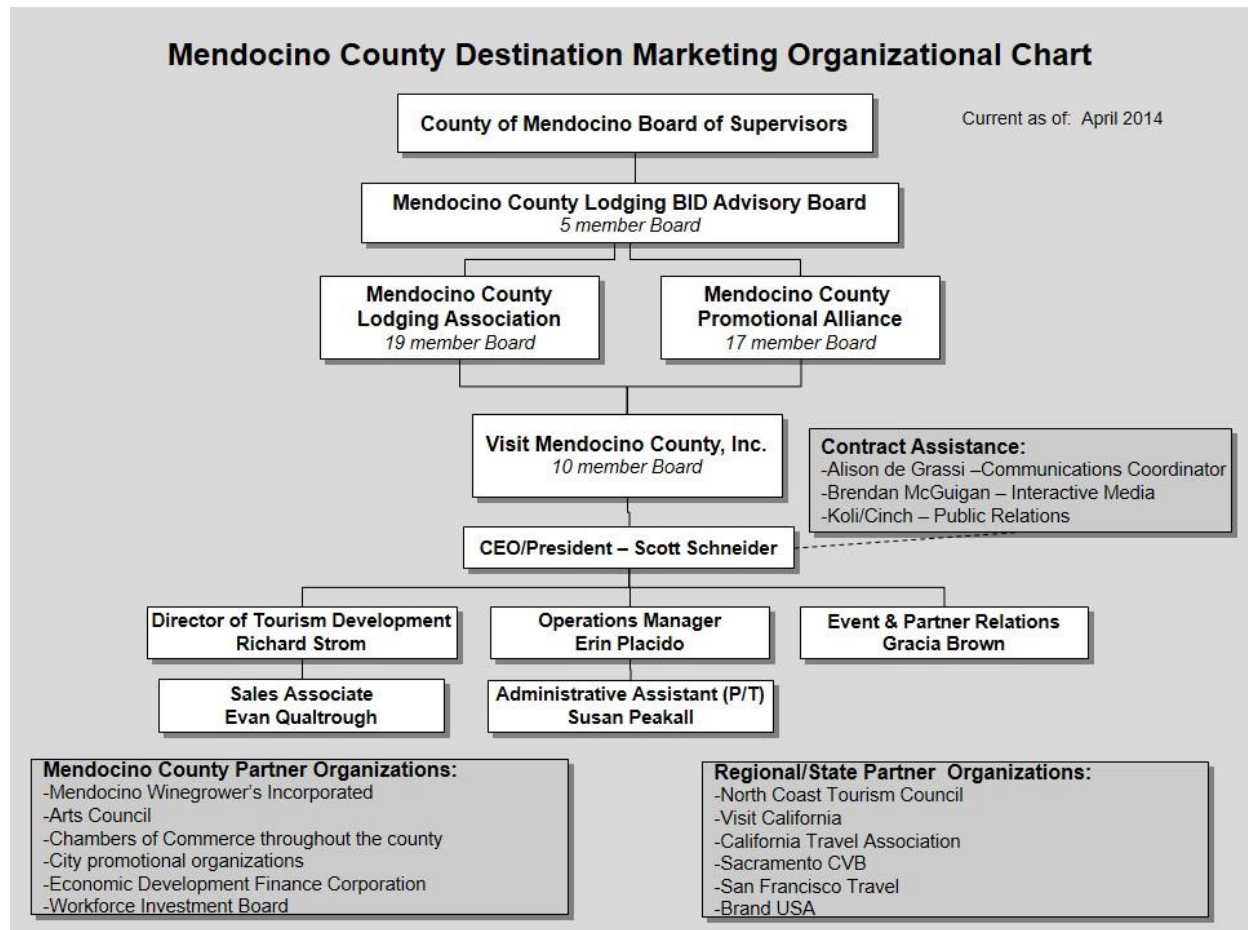 Mendocino County Destination Marketing Organizational Chart
Current as of:  April 2014
County of Mendocino Board of Supervisors
Mendocino County Lodging BID Advisory Board
5 member Board
Mendocino County
Lodging Association
19 member Board
Mendocino County
Promotional Alliance
17 member Board
Visit Mendocino County, Inc.
10 member Board
Contract Assistance:
-Alison de Grassi –Communications Coordinator
-Brendan McGuigan – Interactive Media
-Koli/Cinch – Public Relations
CEO/President – Scott Schneider
Director of Tourism Development
Richard Strom
Operations Manager
Erin Placido
Event & Partner Relations
Gracia Brown
Sales Associate
Evan Qualtrough
Administrative Assistant (P/T)
Susan Peakall
Mendocino County Partner Organizations:
-Mendocino Winegrower’s Incorporated
-Arts Council
-Chambers of Commerce throughout the county
-City promotional organizations
-Economic Development Finance Corporation
-Workforce Investment Board
Regional/State Partner  Organizations:
-North Coast Tourism Council
-Visit California
-California Travel Association
-Sacramento CVB
-San Francisco Travel
-Brand USA